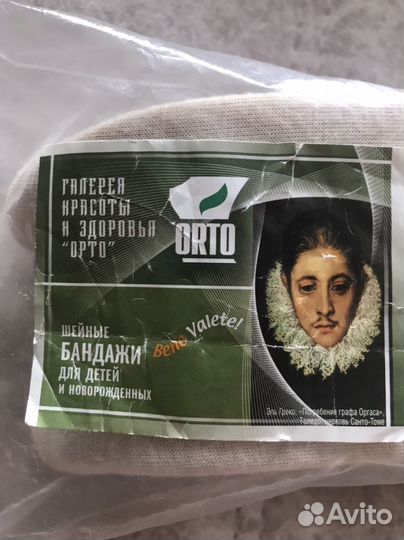 ГАЛЕРЕЯ
КРАСОТЫ
И ЗДОРОВЬЯ
"ОРТО"
ORTO
ШЕЙНЫЕ
БАНДАЖИ
ДЛЯ ДЕТЕЙ
И НОВОРОЖДЕННЫХ
Bene Valete!
Эль Греко. «Погребение графа Оргаса».
Толедо, церковь Санто-Томе
Avito